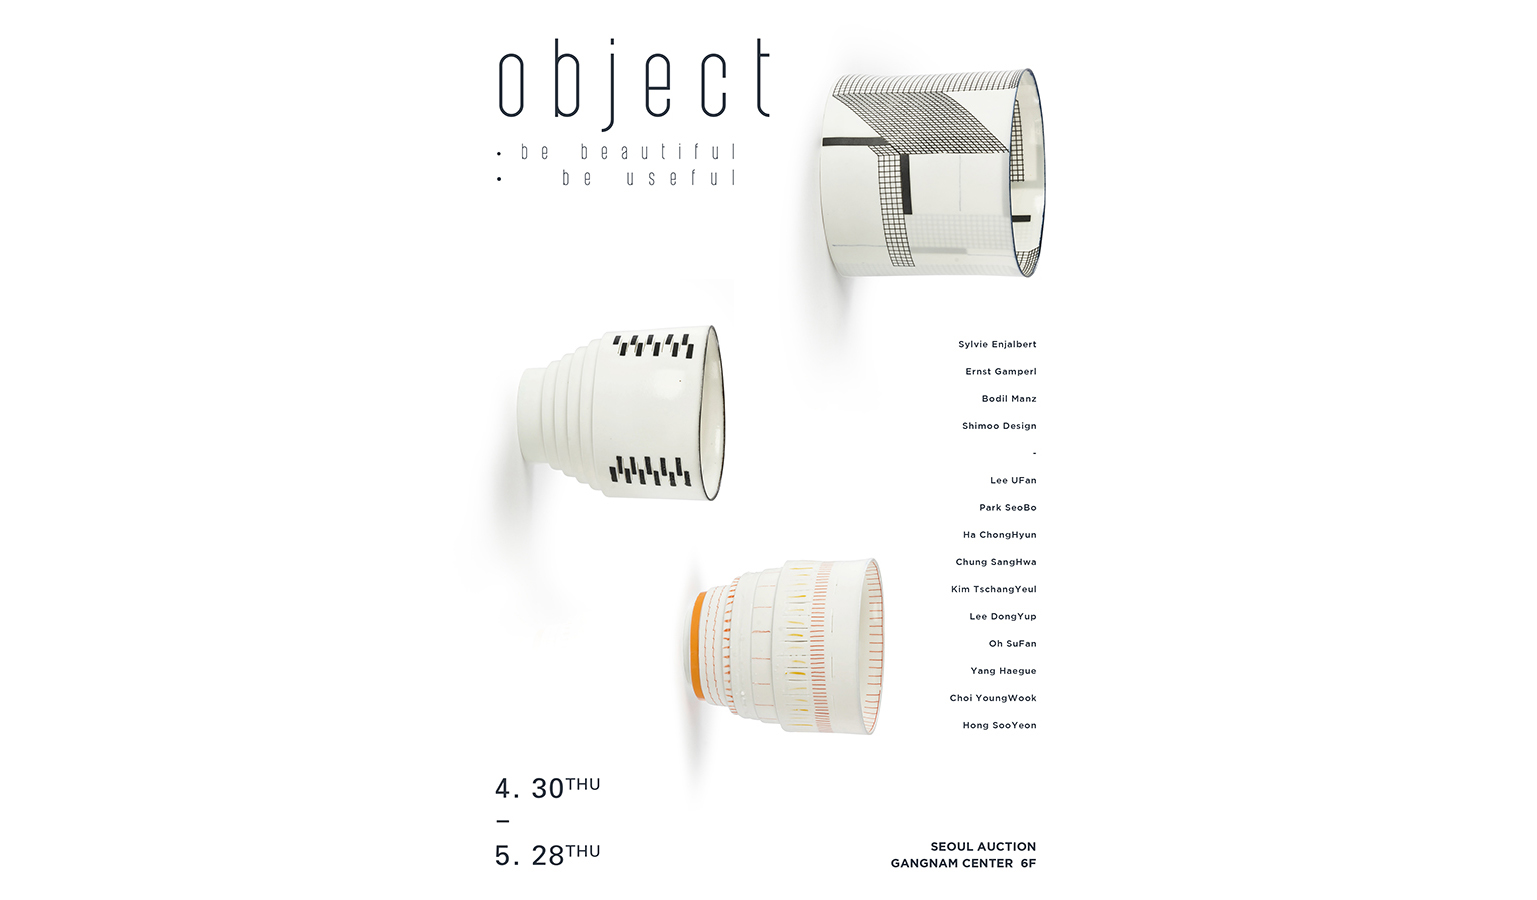 object
• be beautiful
• be useful
Sylvie Enjalbert
Ernst Gamperl
Bodil Manz
Shimoo Design
-
Lee UFan
Park SeoBo
Ha ChongHyun
Chung SangHwa
Kim TschangYeul
Lee DongYup
Oh SuFan
Yang Haegue
Choi YoungWook
Hong SooYeon
4. 30THU
–
5. 28THU
SEOUL AUCTION
GANGNAM CENTER 6F